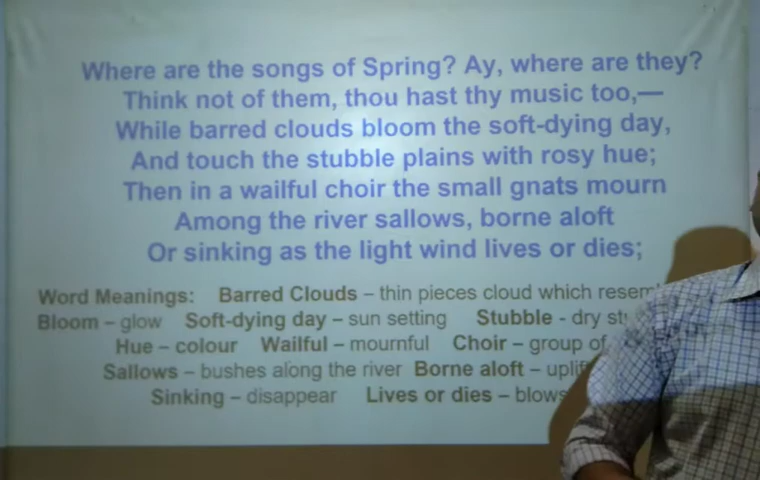 Where are the songs of Spring? Ay, where are they?
Think not of them, thou hast thy music too,—
While barred clouds bloom the soft-dying day,
And touch the stubble plains with rosy hue;
Then in a wailful choir the small gnats mourn
Among the river sallows, borne aloft
Or sinking as the light wind lives or dies;
Word Meanings: Barred Clouds – thin pieces cloud which
Bloom – glow Soft-dying day – sun setting Stubble - dry
Hue – colour Wailful – mournful Choir – group of
Sallows – bushes along the river Borne aloft –
Sinking – disappear Lives or dies – blows